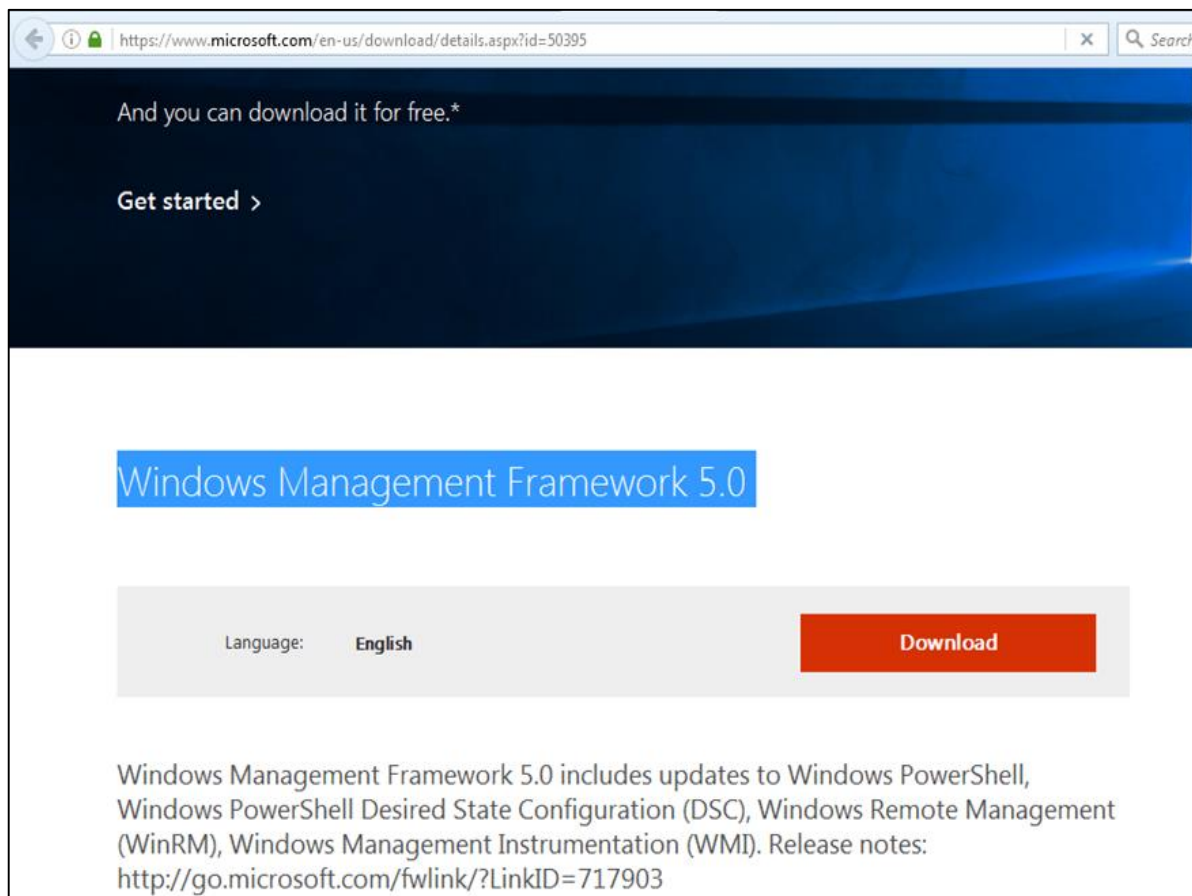 https://www.microsoft.com/en-us/download/details.aspx?id=50395
Search
And you can download it for free.*
Get started >
Windows Management Framework 5.0
Language: English Download
Windows Management Framework 5.0 includes updates to Windows PowerShell,
Windows PowerShell Desired State Configuration (DSC), Windows Remote Management
(WinRM), Windows Management Instrumentation (WMI). Release notes:
http://go.microsoft.com/fwlink/?LinkID=717903